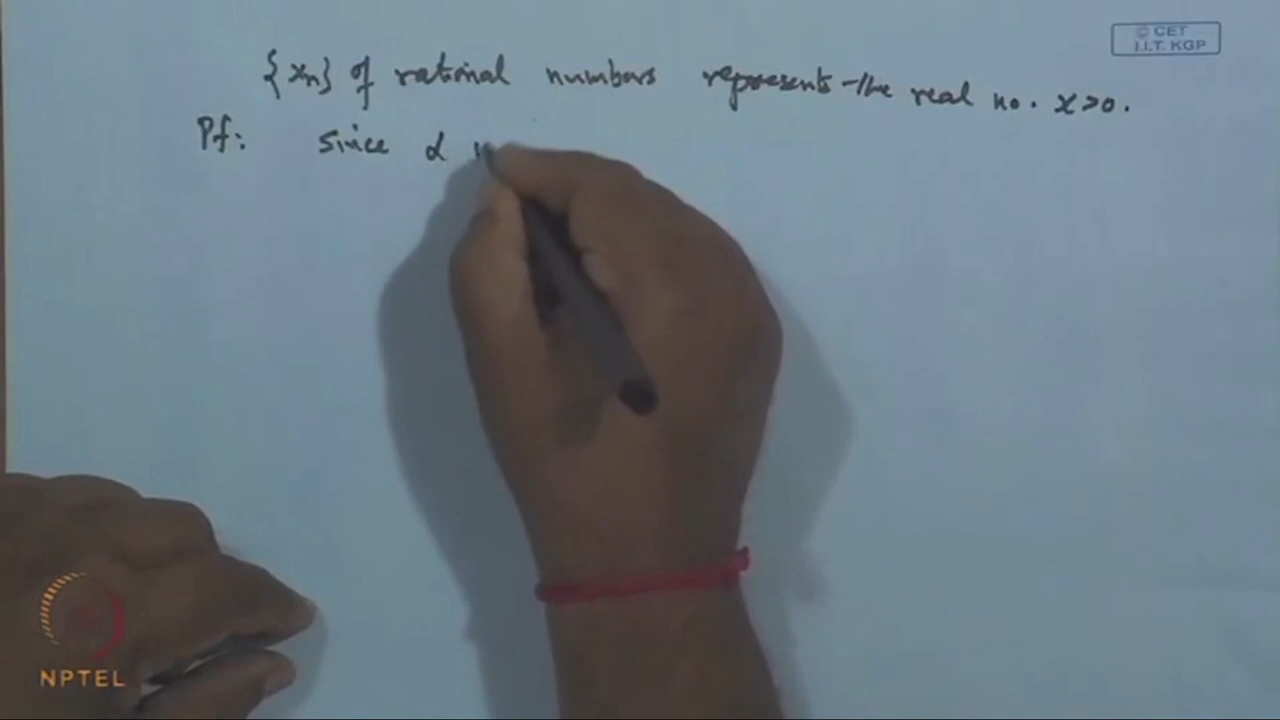 © CET
I.I.T. KGP
{xn} of rational numbers represents the real no. x>0.
Pf: since α
NPTEL